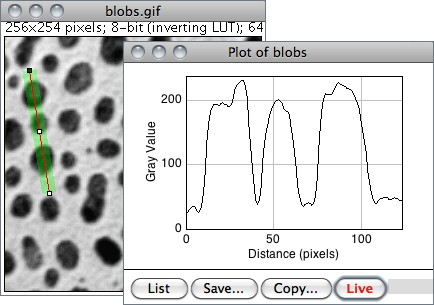 blobs.gif
256x254 pixels; 8-bit (inverting LUT); 64
Plot of blobs
200
100
0
Gray Value
0 50 100
Distance (pixels)
List Save... Copy... Live